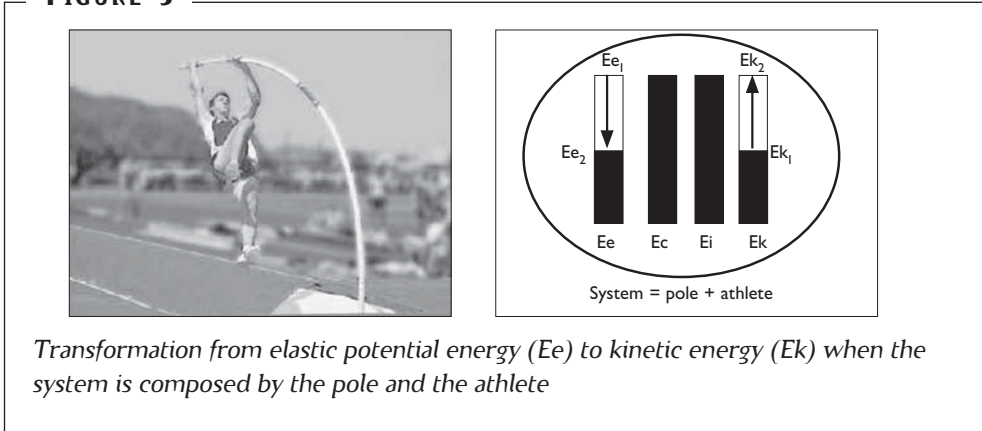 FIGURE 3
Ee₁ Ek₂
Ee₂ Ek₁
Ee Ec Ei Ek
System = pole + athlete
Transformation from elastic potential energy (Ee) to kinetic energy (Ek) when the
system is composed by the pole and the athlete